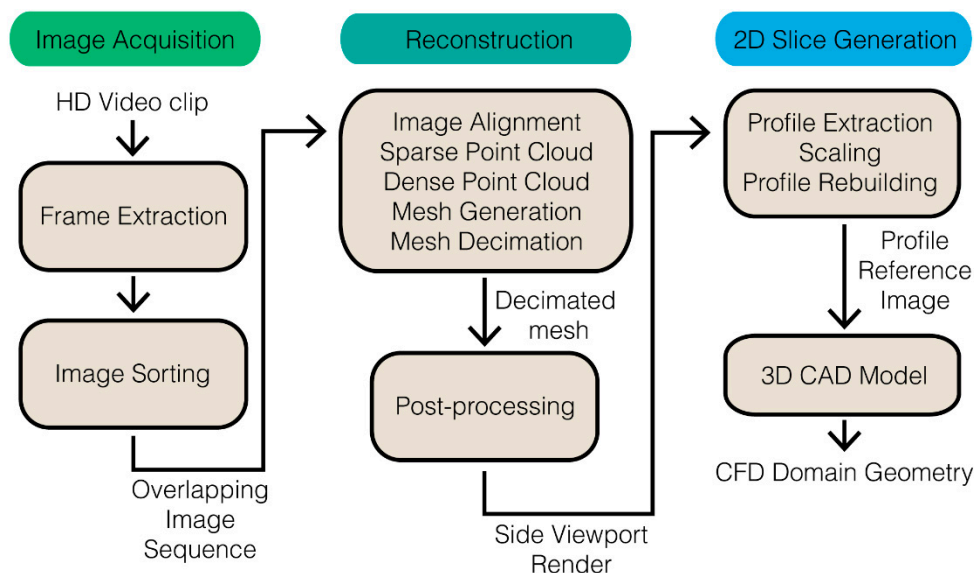 Image Acquisition
HD Video clip
Frame Extraction
Image Sorting
Overlapping
Image
Sequence
Reconstruction
Image Alignment
Sparse Point Cloud
Dense Point Cloud
Mesh Generation
Mesh Decimation
Decimated
mesh
Post-processing
Side Viewport
Render
2D Slice Generation
Profile Extraction
Scaling
Profile Rebuilding
Profile
Reference
Image
3D CAD Model
CFD Domain Geometry